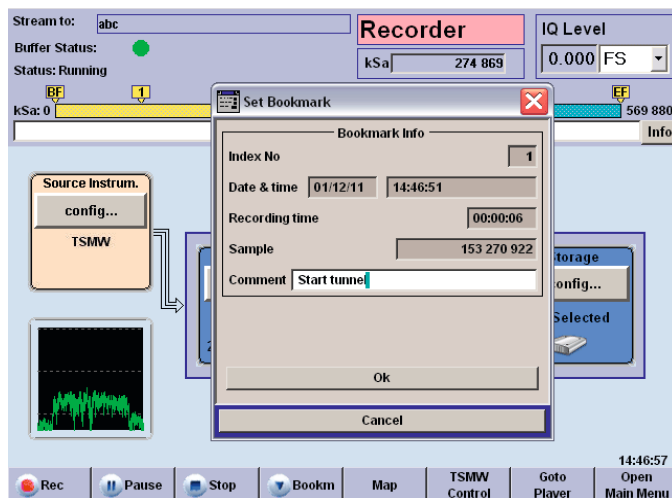 Stream to: abc
Recorder
IQ Level
Buffer Status:
kSa 274 869
0.000 FS
Status: Running
BF 1 EF
kSa: 0 569 880
Info
Set Bookmark
Bookmark Info
Index No 1
Date & time 01/12/11 14:46:51
Recording time 00:00:06
Sample 153 270 922
Comment Start tunnel
Ok
Cancel
Source Instrum.
config...
TSMW
Storage
config...
Selected
14:46:57
Rec Pause Stop Bookm Map TSMW Control Goto Player Open Main Menu